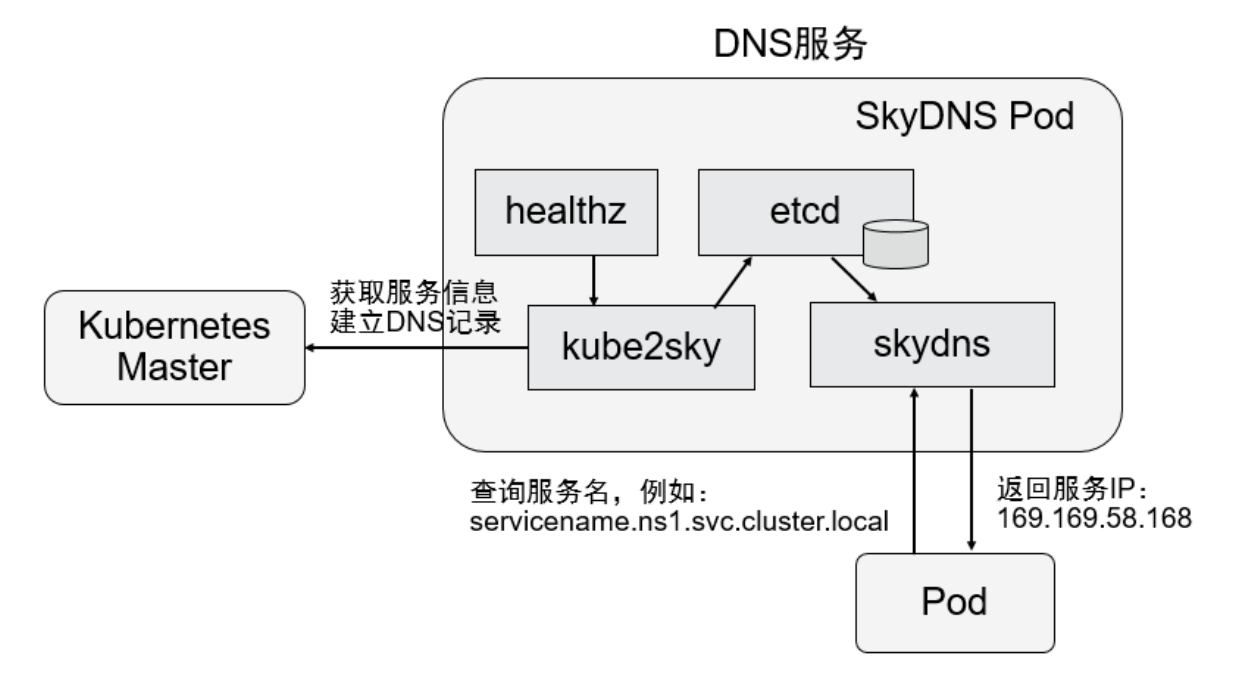 DNS服务
SkyDNS Pod
healthz
etcd
获取服务信息
建立DNS记录
Kubernetes
Master
kube2sky
skydns
查询服务名，例如：
servicename.ns1.svc.cluster.local
返回服务IP：
169.169.58.168
Pod